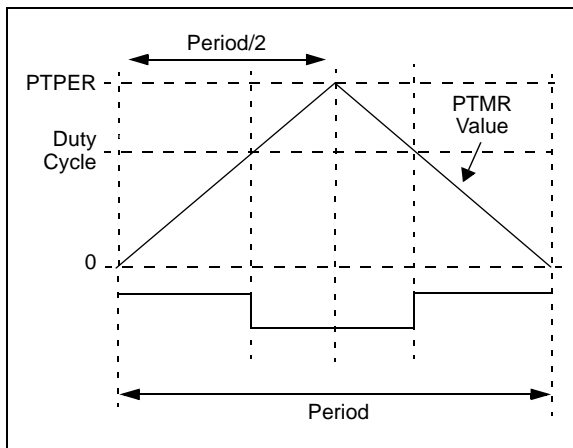 Period/2
PTPER
PTMR
Value
Duty
Cycle
0
Period